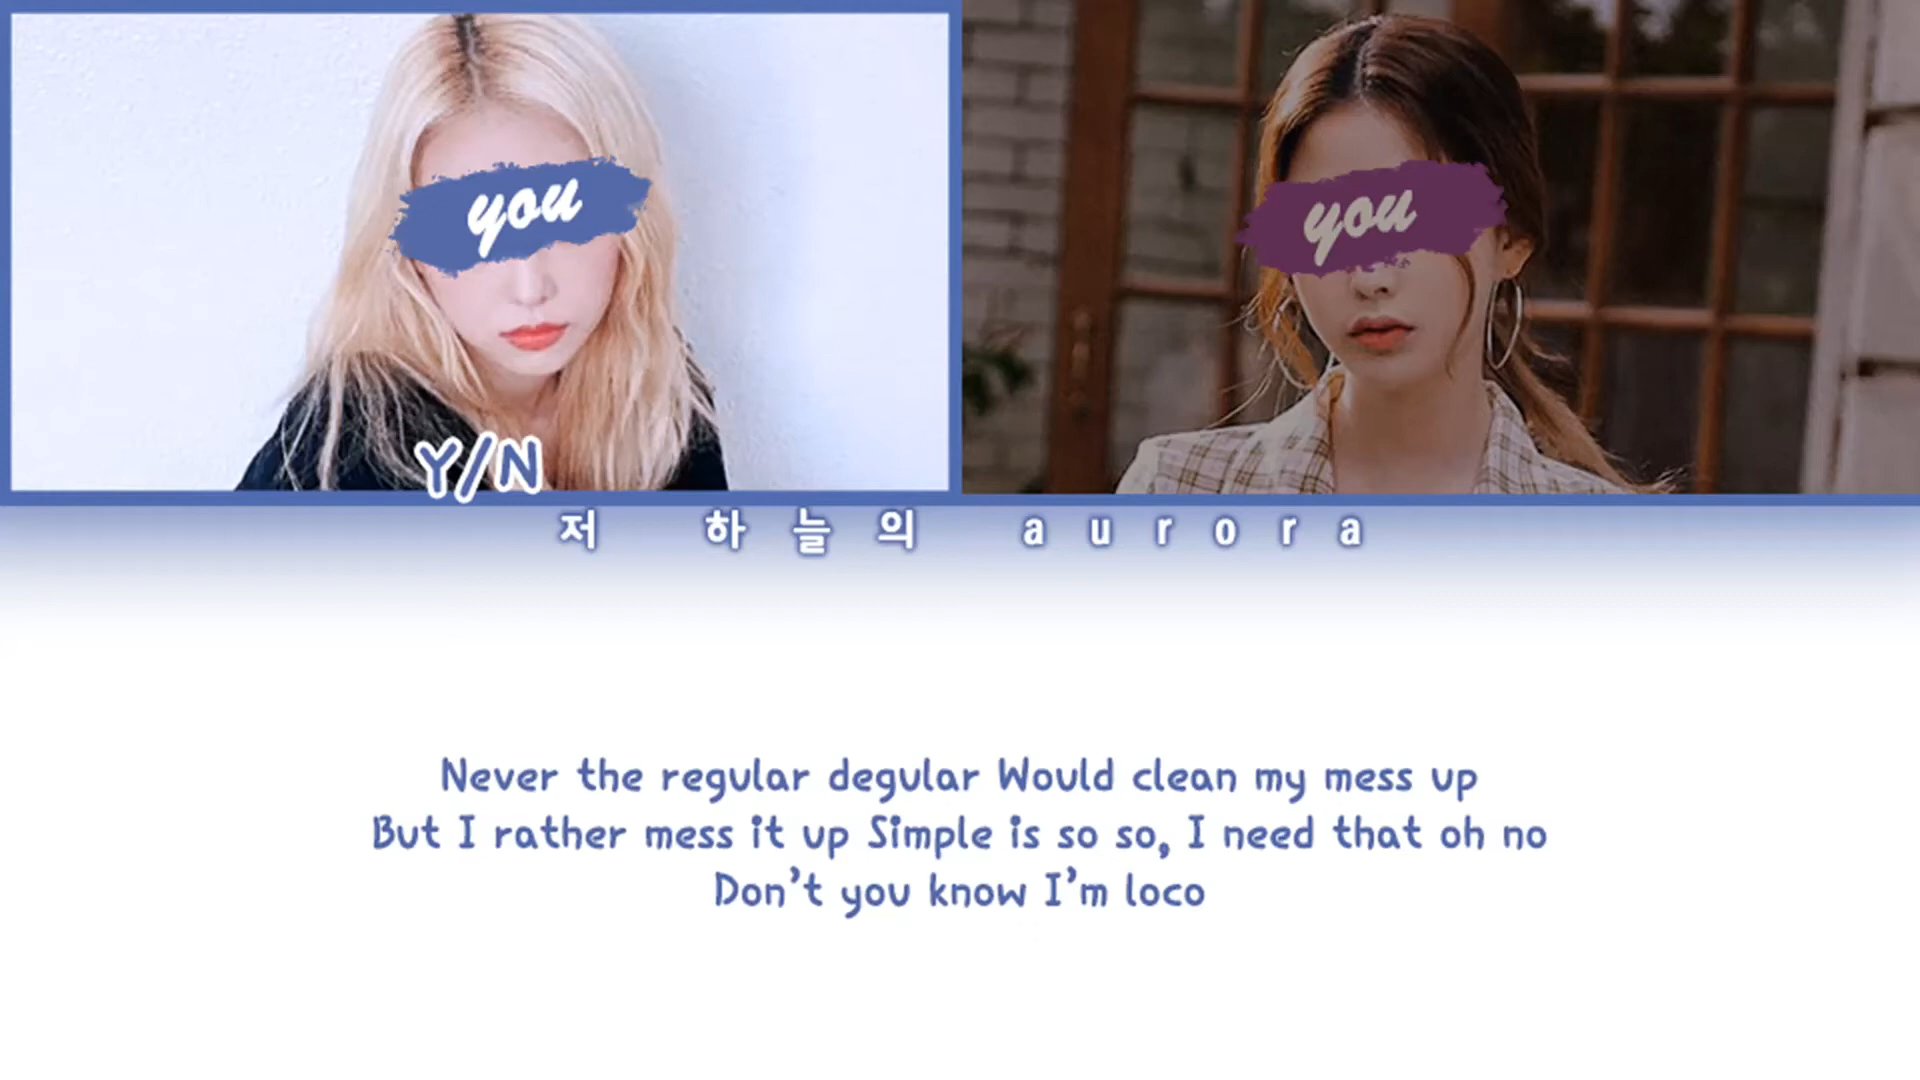 you
you
Y/N
저 하늘의 aurora
Never the regular degular Would clean my mess up
But I rather mess it up Simple is so so, I need that oh no
Don't you know I'm loco